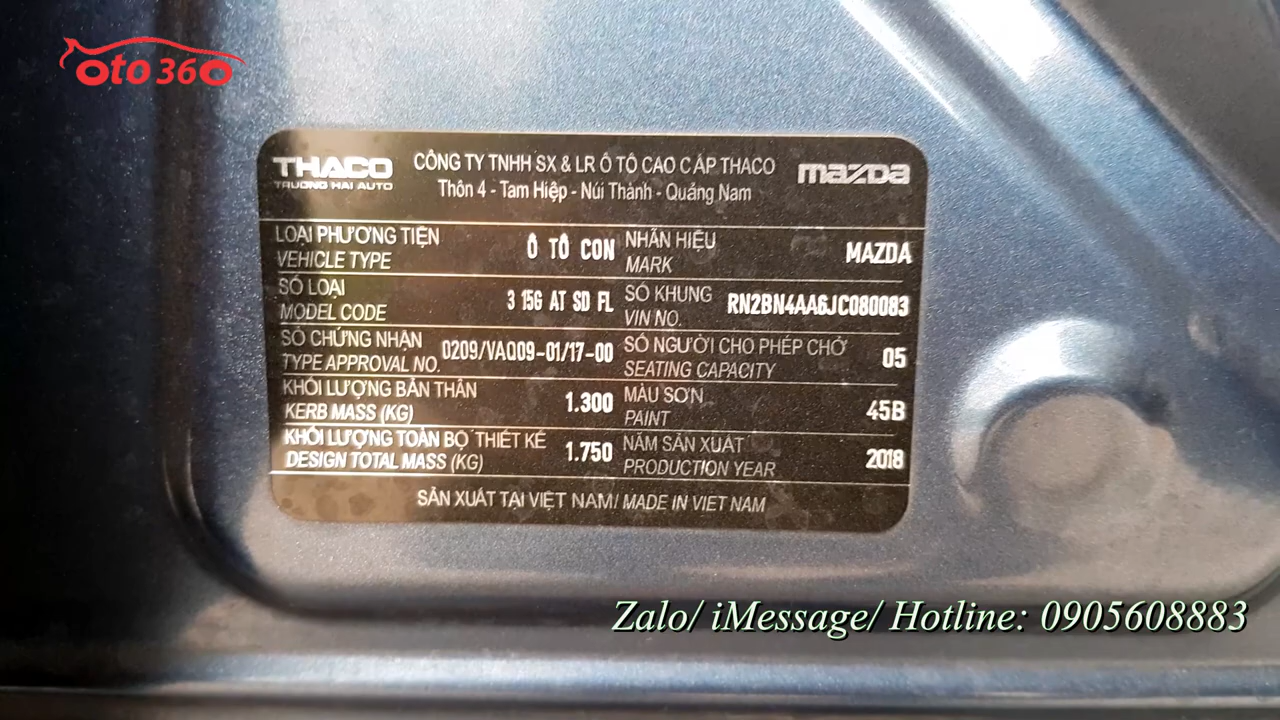 oto360
THACO
TRUONG HAI AUTO
CÔNG TY TNHH SX & LR Ô TÔ CAO CẤP THACO
Thôn 4 - Tam Hiệp - Núi Thành - Quảng Nam
mazda
LOẠI PHƯƠNG TIỆN
VEHICLE TYPE
Ô TÔ CON
NHÃN HIỆU
MARK
MAZDA
SỐ LOẠI
MODEL CODE
3 15G AT SD FL
SỐ KHUNG
VIN NO.
RN2BN4AA6JC080083
SỐ CHỨNG NHẬN
TYPE APPROVAL NO.
0209/VAQ09-01/17-00
SỐ NGƯỜI CHO PHÉP CHỞ
SEATING CAPACITY
05
KHỐI LƯỢNG BẢN THÂN
KERB MASS (KG)
1.300
MÀU SƠN
PAINT
45B
KHỐI LƯỢNG TOÀN BỘ THIẾT KẾ
DESIGN TOTAL MASS (KG)
1.750
NĂM SẢN XUẤT
PRODUCTION YEAR
2018
SẢN XUẤT TẠI VIỆT NAM/ MADE IN VIET NAM
Zalo/ iMessage/ Hotline: 0905608883